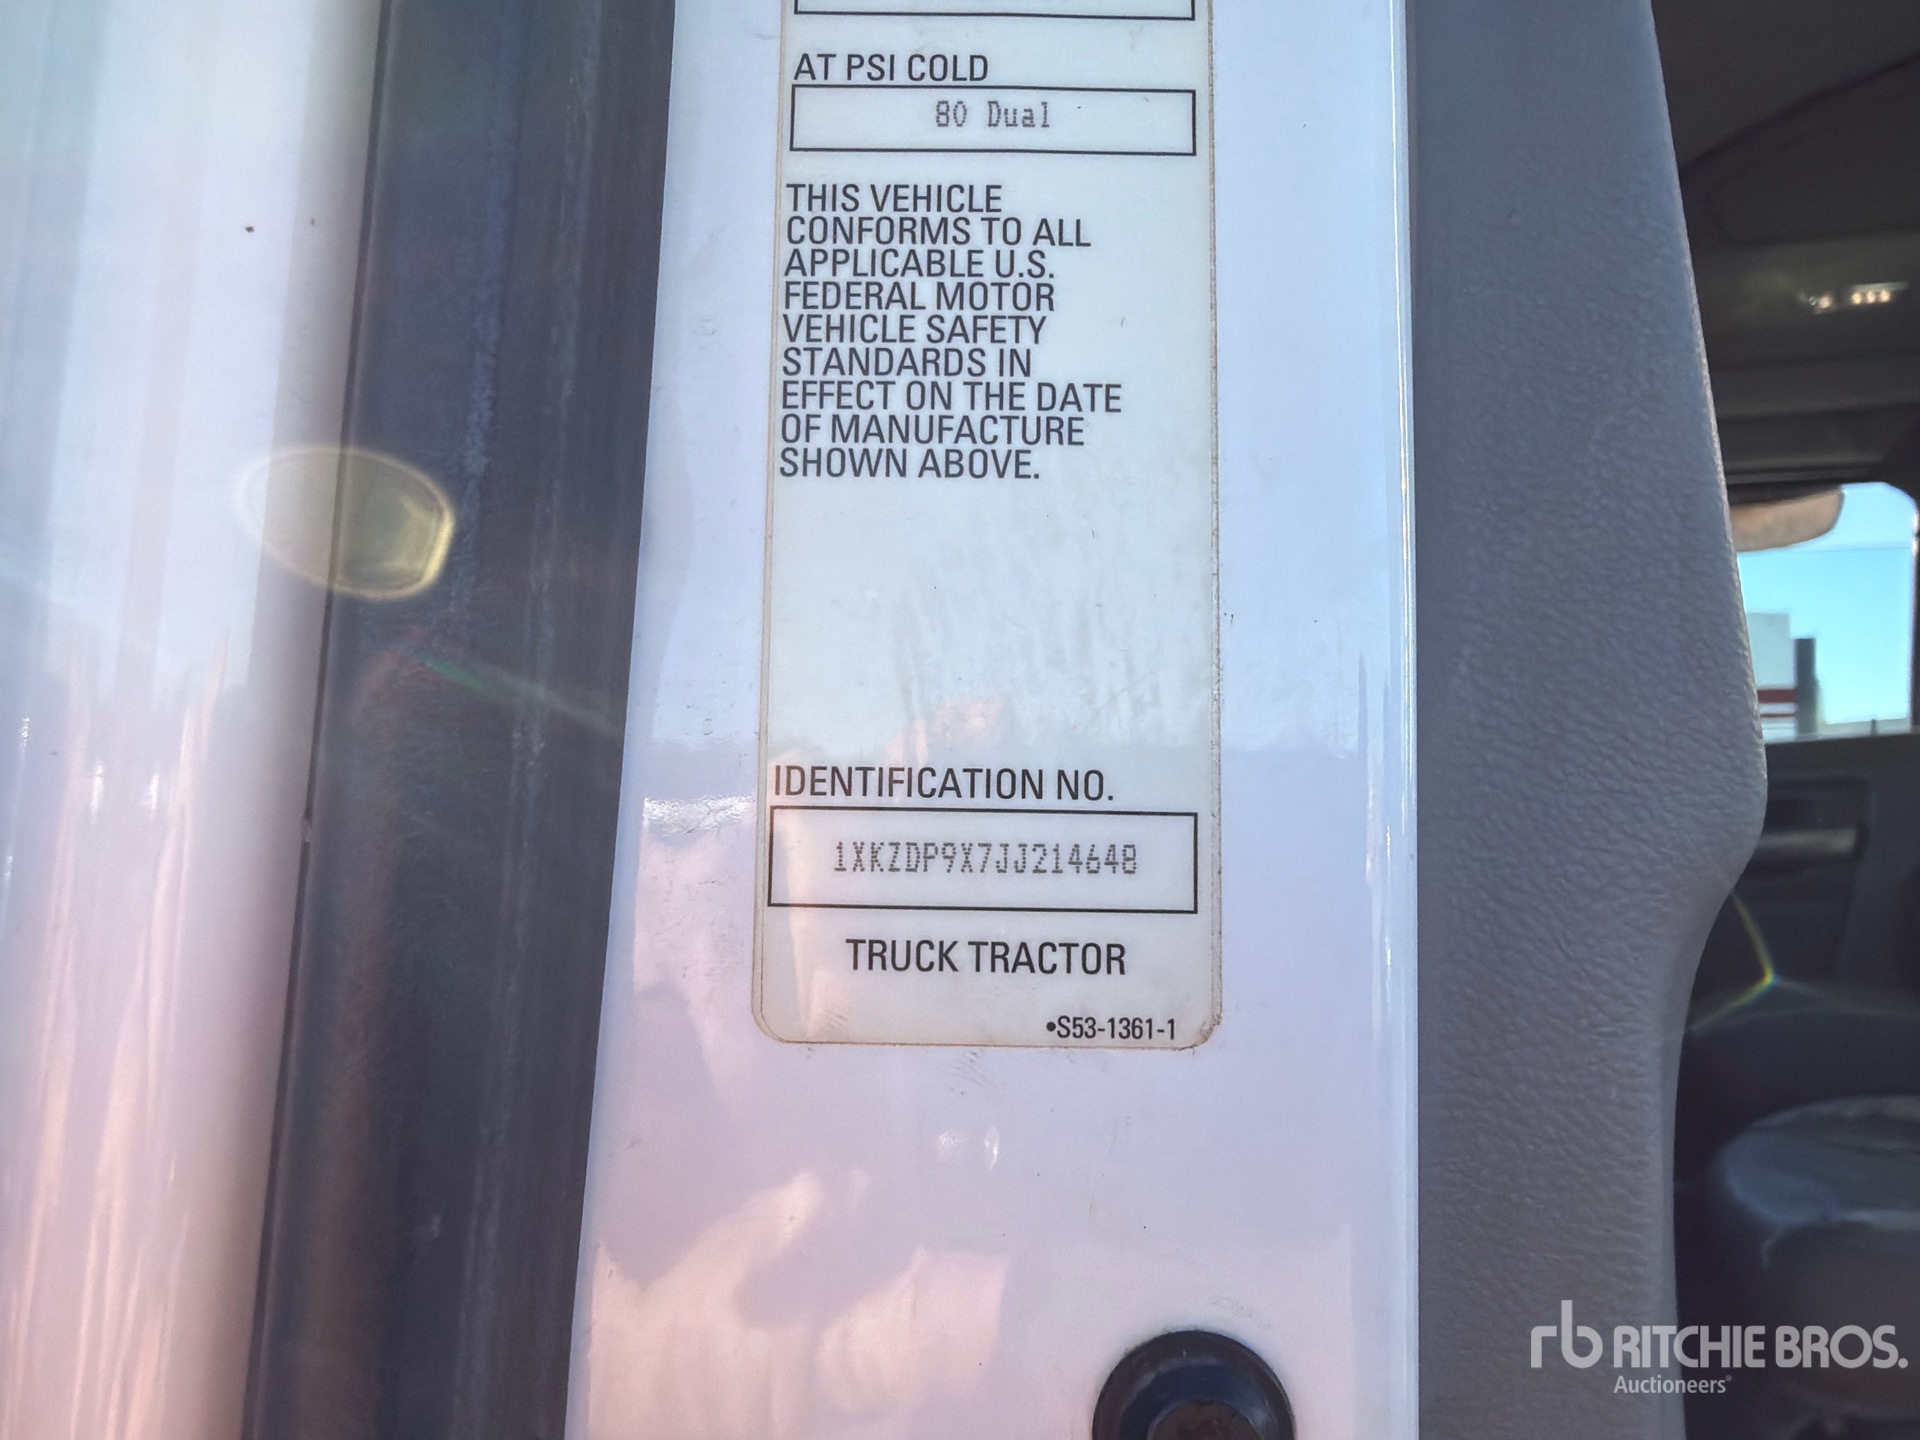 AT PSI COLD
80 Dual
THIS VEHICLE
CONFORMS TO ALL
APPLICABLE U.S.
FEDERAL MOTOR
VEHICLE SAFETY
STANDARDS IN
EFFECT ON THE DATE
OF MANUFACTURE
SHOWN ABOVE.
IDENTIFICATION NO.
1XKZDP9X7JJ214648
TRUCK TRACTOR
•S53-1361-1
rb RITCHIE BROS.
Auctioneers®